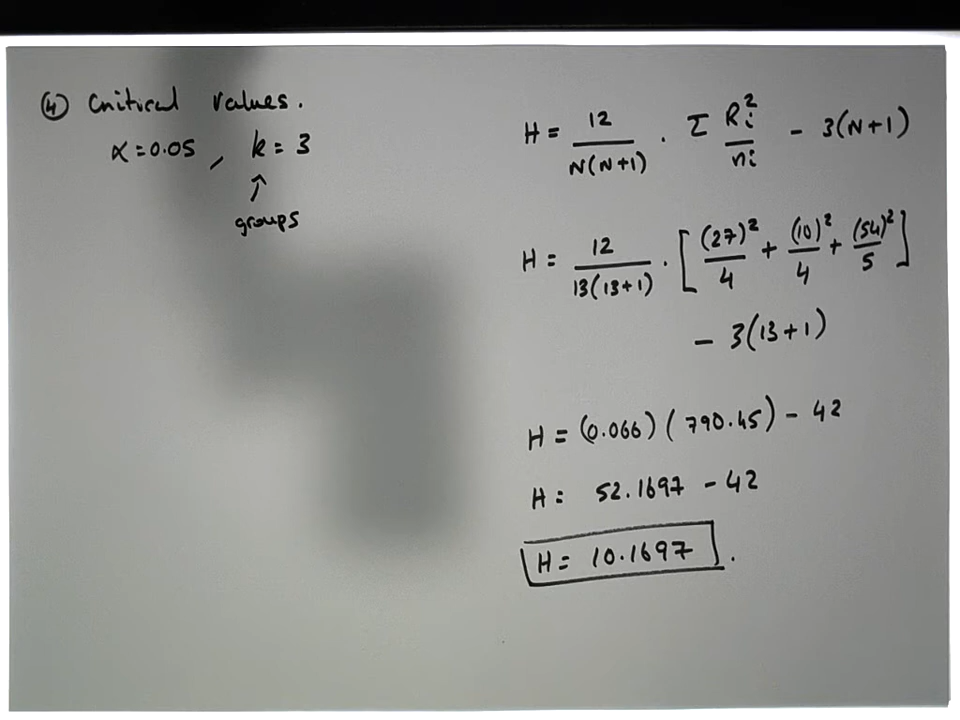 ④ Critical values.
α = 0.05, k = 3
↑
groups
H = 12/N(N+1) · Σ Ri²/ni - 3(N+1)
H = 12/13(13+1) · [(27)²/4 + (10)²/4 + (54)²/5]
- 3(13+1)
H = (0.066)(790.45) - 42
H = 52.1697 - 42
H = 10.1697.